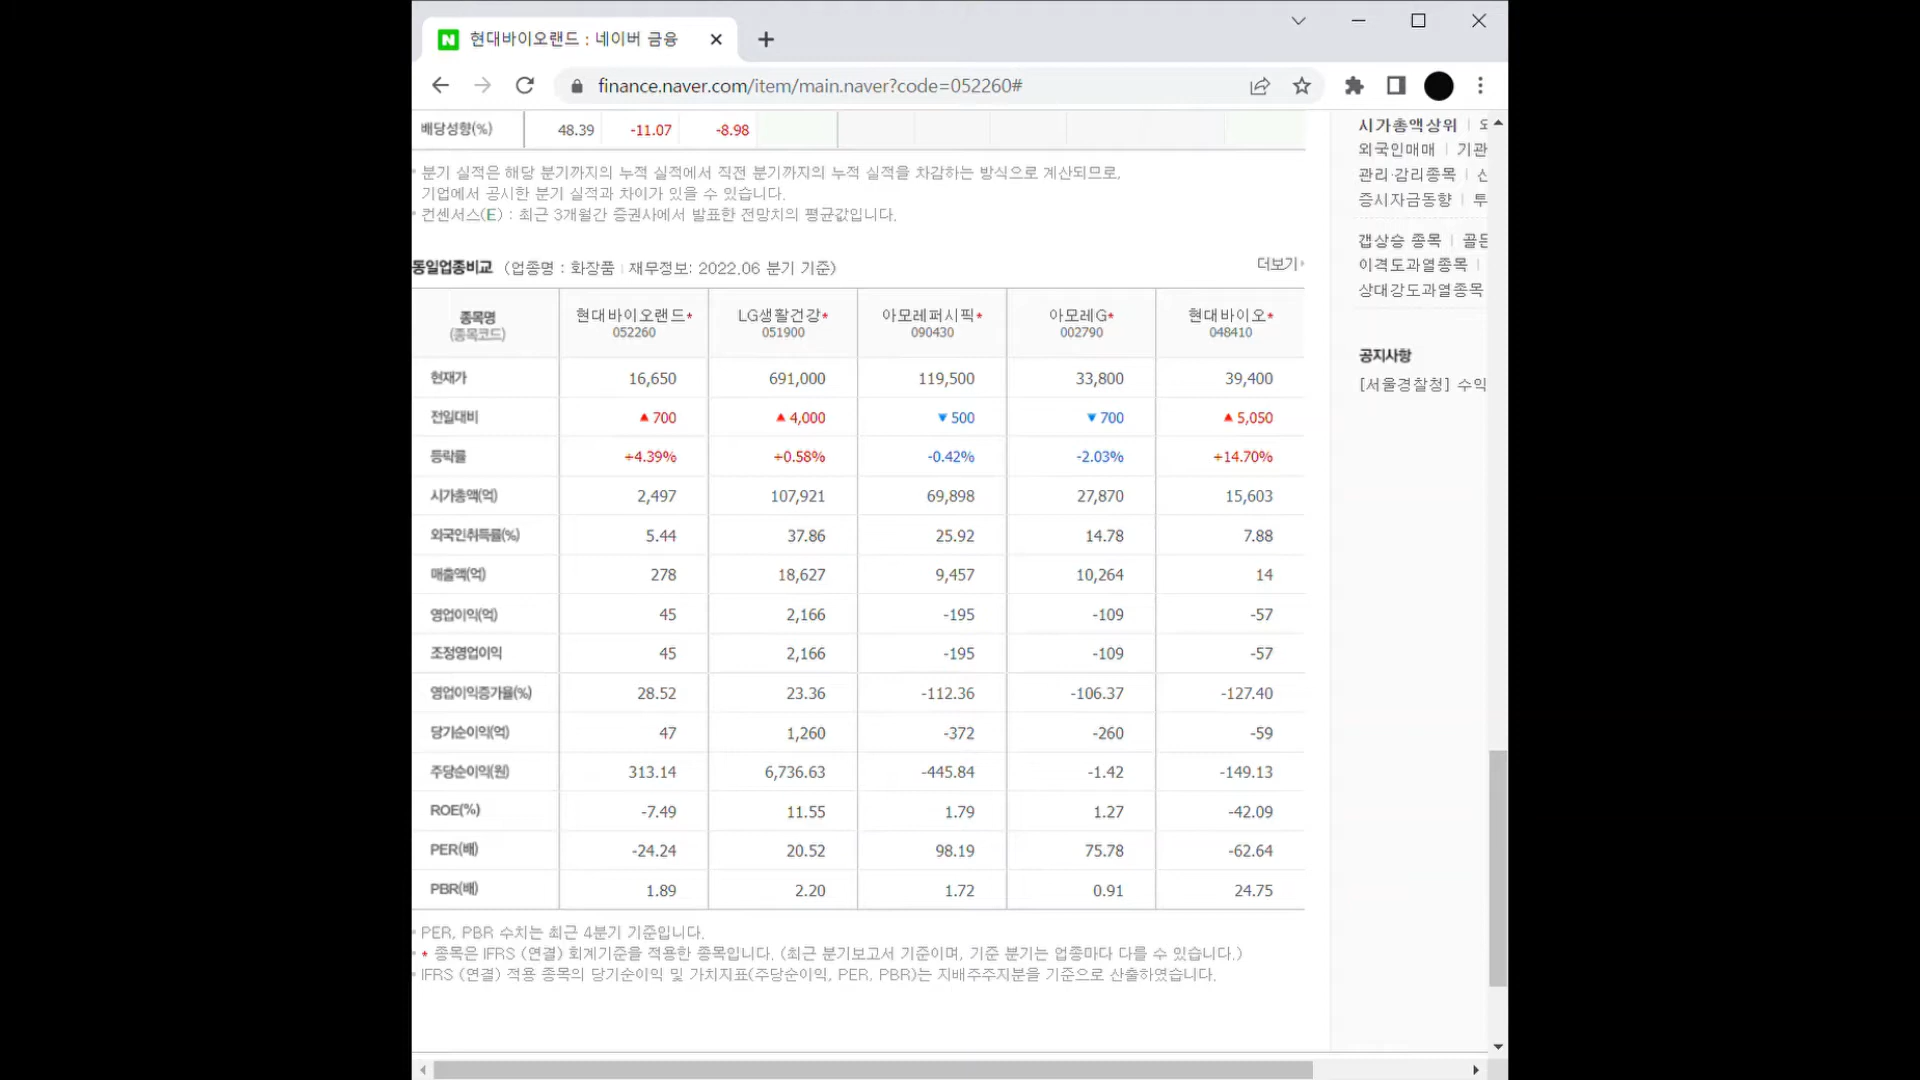 현대바이오랜드 : 네이버 금융
finance.naver.com/item/main.naver?code=052260#
배당성향(%) 48.39 -11.07 -8.98
분기 실적은 해당 분기까지의 누적 실적에서 직전 분기까지의 누적 실적을 차감하는 방식으로 계산되므로,
기업에서 공시한 분기 실적과 차이가 있을 수 있습니다.
컨센서스(E) : 최근 3개월간 증권사에서 발표한 전망치의 평균값입니다.
동일업종비교 (업종명 : 화장품 | 재무정보: 2022.06 분기 기준) 더보기
종목명 현대바이오랜드* LG생활건강* 아모레퍼시픽* 아모레G* 현대바이오*
(종목코드) 052260 051900 090430 002790 048410
현재가 16,650 691,000 119,500 33,800 39,400
전일대비 ▲700 ▲4,000 ▼500 ▼700 ▲5,050
등락률 +4.39% +0.58% -0.42% -2.03% +14.70%
시가총액(억) 2,497 107,921 69,898 27,870 15,603
외국인취득률(%) 5.44 37.86 25.92 14.78 7.88
매출액(억) 278 18,627 9,457 10,264 14
영업이익(억) 45 2,166 -195 -109 -57
조정영업이익 45 2,166 -195 -109 -57
영업이익증가율(%) 28.52 23.36 -112.36 -106.37 -127.40
당기순이익(억) 47 1,260 -372 -260 -59
주당순이익(원) 313.14 6,736.63 -445.84 -1.42 -149.13
ROE(%) -7.49 11.55 1.79 1.27 -42.09
PER(배) -24.24 20.52 98.19 75.78 -62.64
PBR(배) 1.89 2.20 1.72 0.91 24.75
PER, PBR 수치는 최근 4분기 기준입니다.
* 종목은 IFRS (연결) 회계기준을 적용한 종목입니다. (최근 분기보고서 기준이며, 기준 분기는 업종마다 다를 수 있습니다.)
IFRS (연결) 적용 종목의 당기순이익 및 가치지표(주당순이익, PER, PBR)는 지배주주지분을 기준으로 산출하였습니다.
시가총액상위 |
외국인매매 | 기관
관리·감리종목 |
증시자금동향 | 투
갭상승 종목 |
이격도과열종목 |
상대강도과열종목
공지사항
[서울경찰청] 수익